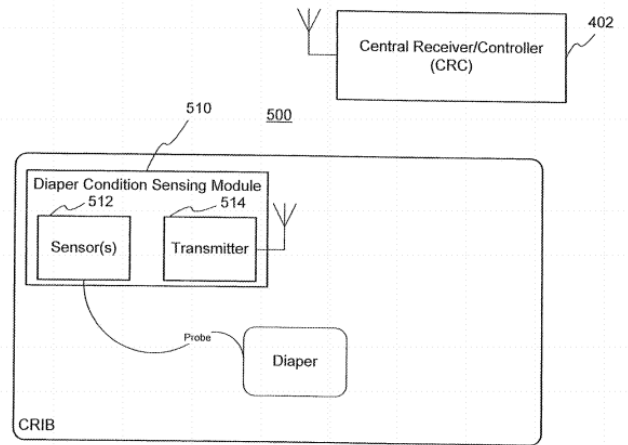 402
Central Receiver/Controller
(CRC)
510
500
Diaper Condition Sensing Module
512
514
Sensor(s)
Transmitter
Probe
Diaper
CRIB